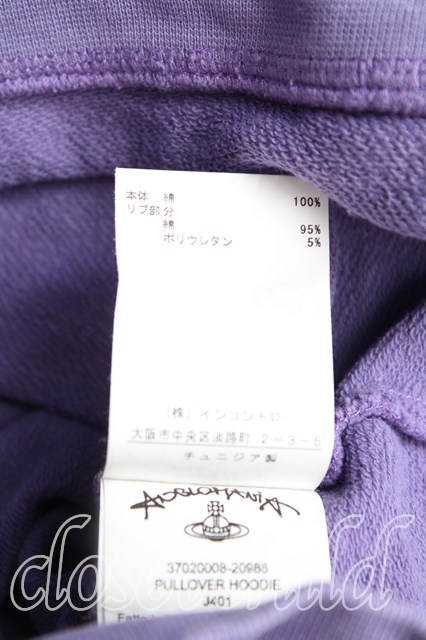 本体 綿 100%
リブ部分
綿 95%
ポリウレタン 5%
(株) インコントロ
大阪市中央区淡路町 2-3-5
チュニジア製
ANGLOMANIA
37020008-20986
PULLOVER HOODIE
J401
closet child